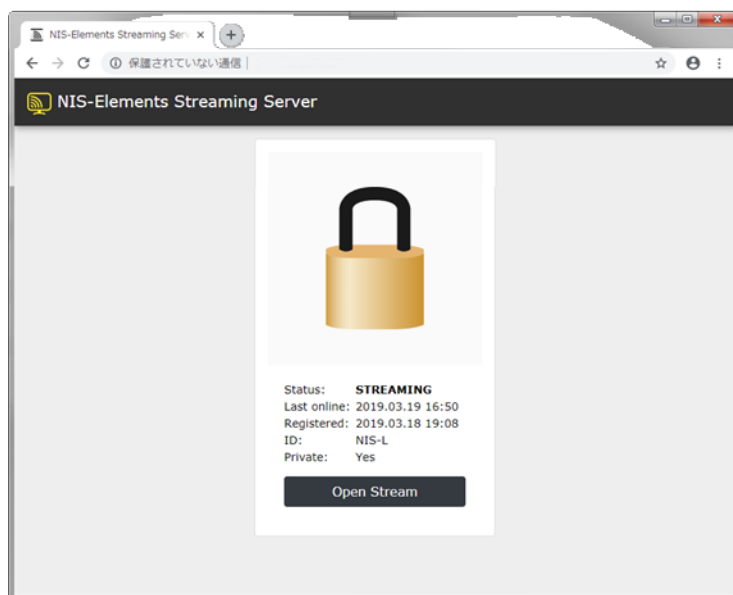 NIS-Elements Streaming Ser
保護されていない通信
NIS-Elements Streaming Server
Status: STREAMING
Last online: 2019.03.19 16:50
Registered: 2019.03.18 19:08
ID: NIS-L
Private: Yes
Open Stream